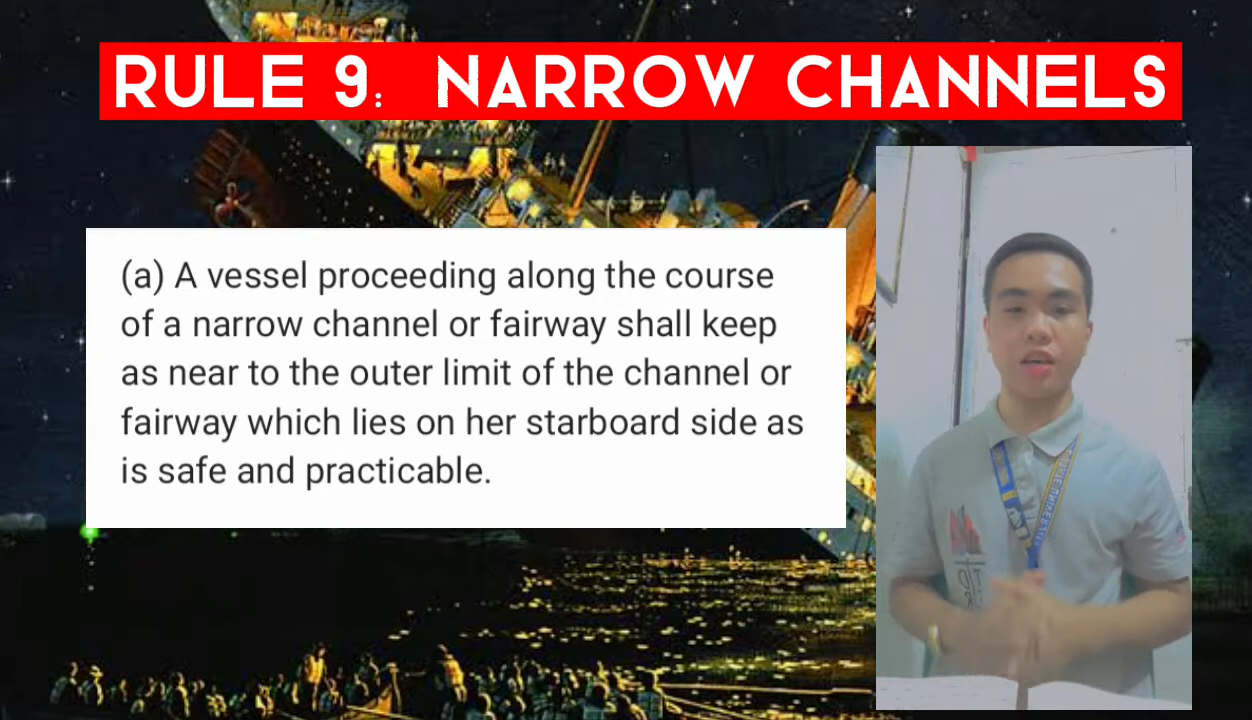 RULE 9: NARROW CHANNELS
(a) A vessel proceeding along the course
of a narrow channel or fairway shall keep
as near to the outer limit of the channel or
fairway which lies on her starboard side as
is safe and practicable.